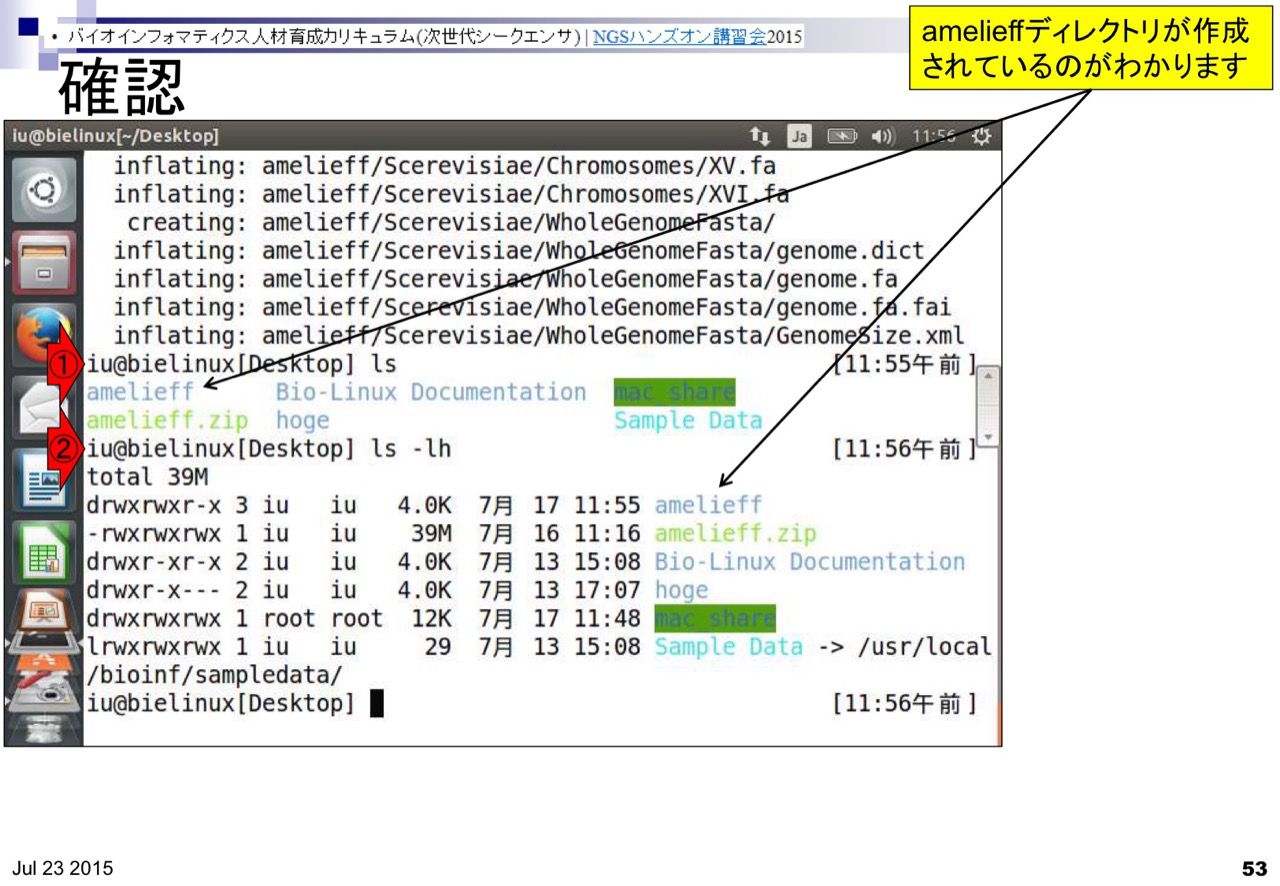 • バイオインフォマティクス人材育成カリキュラム(次世代シークエンサ) | NGSハンズオン講習会2015
amelieffディレクトリが作成
されているのがわかります
確認
iu@bielinux[~/Desktop] Ja 11:56
inflating: amelieff/Scerevisiae/Chromosomes/XV.fa
inflating: amelieff/Scerevisiae/Chromosomes/XVI.fa
creating: amelieff/Scerevisiae/WholeGenomeFasta/
inflating: amelieff/Scerevisiae/WholeGenomeFasta/genome.dict
inflating: amelieff/Scerevisiae/WholeGenomeFasta/genome.fa
inflating: amelieff/Scerevisiae/WholeGenomeFasta/genome.fa.fai
inflating: amelieff/Scerevisiae/WholeGenomeFasta/GenomeSize.xml
① iu@bielinux[Desktop] ls [11:55午前]
amelieff Bio-Linux Documentation mac_share
amelieff.zip hoge Sample Data
② iu@bielinux[Desktop] ls -lh [11:56午前]
total 39M
drwxrwxr-x 3 iu iu 4.0K 7月 17 11:55 amelieff
-rwxrwxrwx 1 iu iu 39M 7月 16 11:16 amelieff.zip
drwxr-xr-x 2 iu iu 4.0K 7月 13 15:08 Bio-Linux Documentation
drwxr-x--- 2 iu iu 4.0K 7月 13 17:07 hoge
drwxrwxrwx 1 root root 12K 7月 17 11:48 mac_share
lrwxrwxrwx 1 iu iu 29 7月 13 15:08 Sample Data -> /usr/local
/bioinf/sampledata/
iu@bielinux[Desktop] [11:56午前]
Jul 23 2015
53